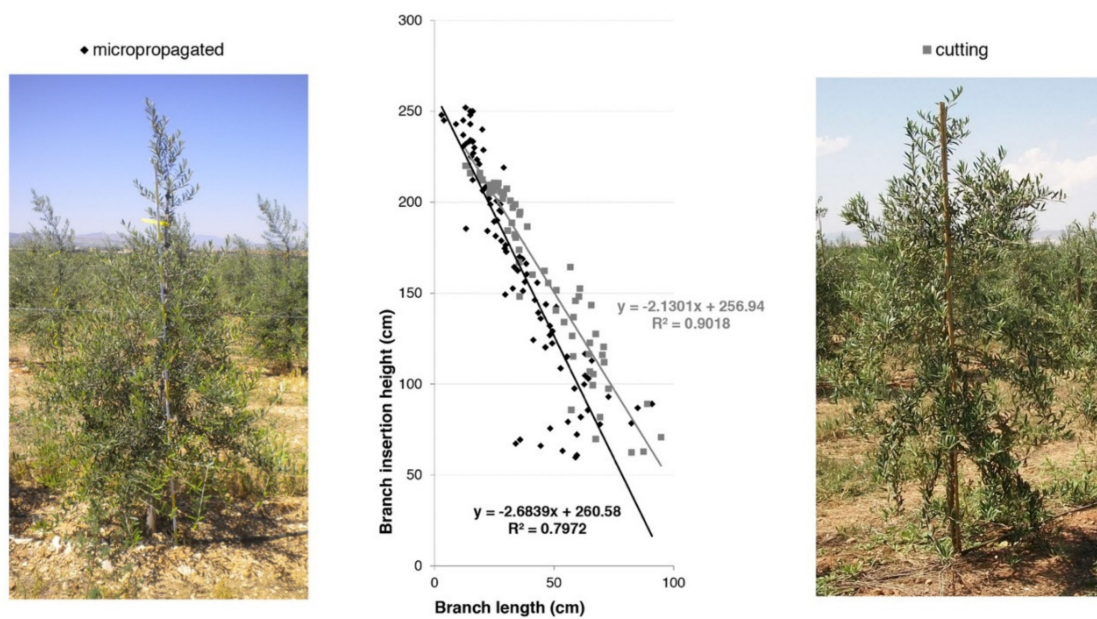 ◆ micropropagated
■ cutting
300
250
200
150
100
50
0
Branch insertion height (cm)
y = -2.1301x + 256.94
R² = 0.9018
y = -2.6839x + 260.58
R² = 0.7972
0
50
100
Branch length (cm)